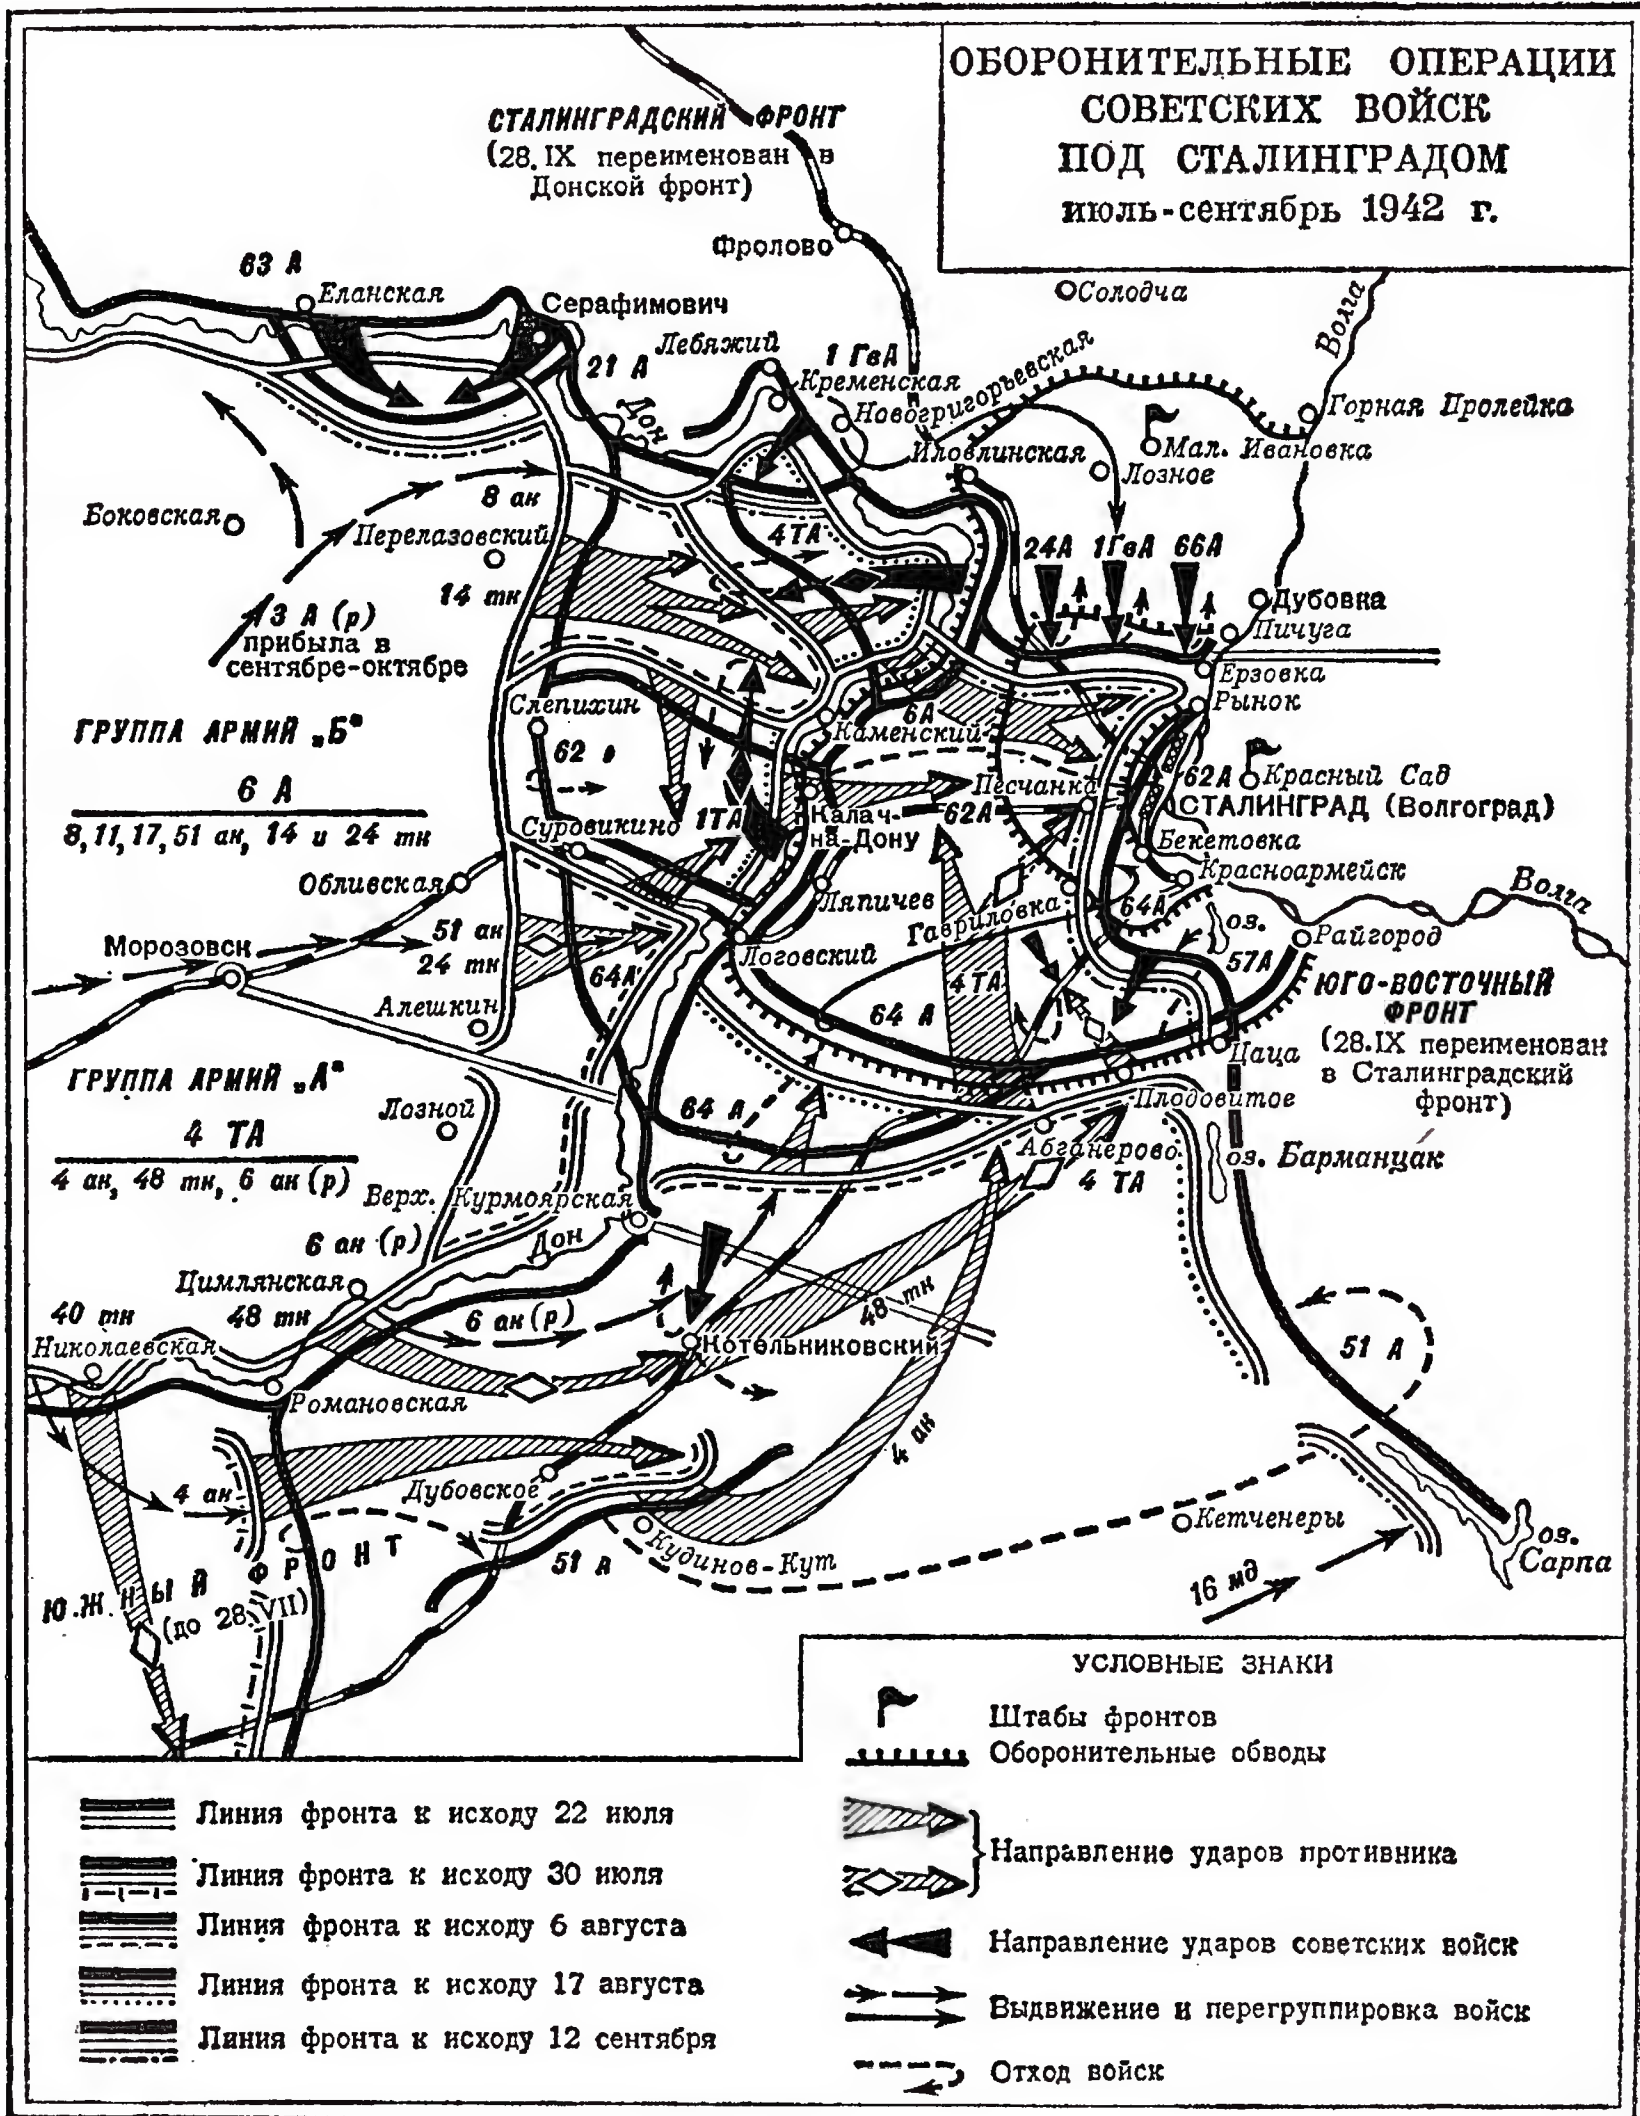 ОБОРОНИТЕЛЬНЫЕ ОПЕРАЦИИ
СОВЕТСКИХ ВОЙСК
ПОД СТАЛИНГРАДОМ
июль-сентябрь 1942 г.
СТАЛИНГРАДСКИЙ ФРОНТ
(28.IX переименован в
Донской фронт)
Фролово
63 А
Еланская
Серафимович
Солодча
Волга
Лебяжий
21 А
1 ГвА
Кременская
Новогригорьевская
Дон
Горная Пролейка
Иловлинская
Мал. Ивановка
Лозное
8 ак
Боковская
Перелазовский
4 ТА
24А
1ГвА
66А
14 тк
Дубовка
Пичуга
3 А (р)
прибыла в
сентябре-октябре
Ерзовка
Рынок
Слепихин
ГРУППА АРМИЙ „Б"
6 А
8, 11, 17, 51 ак, 14 и 24 тк
62
6А
Каменский
Песчанка
62А
62А
Красный Сад
СТАЛИНГРАД (Волгоград)
Суровикино
1ТА
Калач-
на-Дону
Бекетовка
Красноармейск
Обливская
Ляпичев
Гавриловка
64А
Волга
оз.
Райгород
51 ак
24 тк
Морозовск
Логовский
64А
4 ТА
57А
ЮГО-ВОСТОЧНЫЙ
ФРОНТ
(28.IX переименован
в Сталинградский
фронт)
Алешкин
64 А
Цаца
ГРУППА АРМИЙ „А"
4 ТА
4 ак, 48 тк, 6 ак (р)
Лозной
64 А
Плодовитое
Абганерово
4 ТА
оз. Барманцак
Верх. Курмоярская
6 ак (р)
Дон
Цимлянская
48 тк
6 ак (р)
48 тк
40 тк
Николаевская
Котельниковский
51 А
Романовская
4 ак
4 ак
Дубовское
Кетченеры
оз.
Сарпа
51 А
Кудинов-Кут
16 мд
ЮЖНЫЙ ФРОНТ
(до 28.VII)
УСЛОВНЫЕ ЗНАКИ
Штабы фронтов
Оборонительные обводы
Направление ударов противника
Направление ударов советских войск
Выдвижение и перегруппировка войск
Отход войск
Линия фронта к исходу 22 июля
Линия фронта к исходу 30 июля
Линия фронта к исходу 6 августа
Линия фронта к исходу 17 августа
Линия фронта к исходу 12 сентября